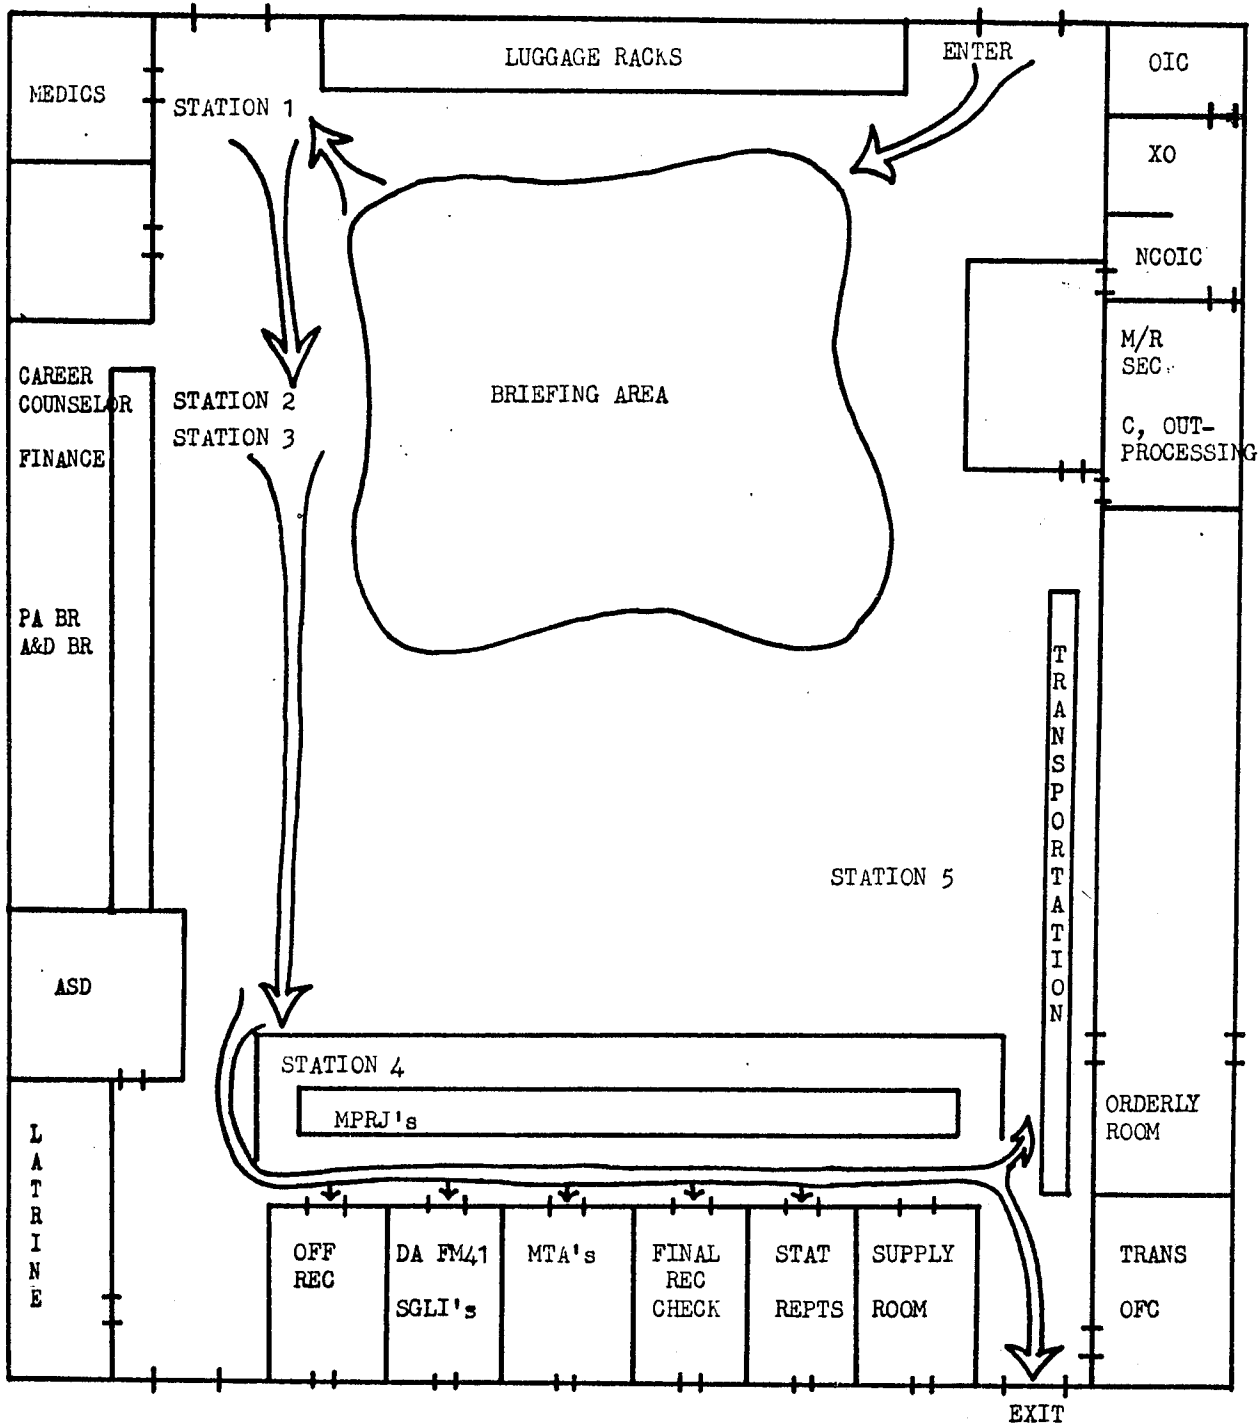 LUGGAGE RACKS
ENTER
OIC
MEDICS
STATION 1
XO
NCOIC
M/R
SEC.
CAREER
COUNSELOR
STATION 2
BRIEFING AREA
C, OUT-
PROCESSING
STATION 3
FINANCE
PA BR
A&D BR
TRANSPORTATION
STATION 5
ASD
STATION 4
MPRJ's
ORDERLY
ROOM
LATRINE
OFF
REC
DA FM41
SGLI's
MTA's
FINAL
REC
CHECK
STAT
REPTS
SUPPLY
ROOM
TRANS
OFC
EXIT